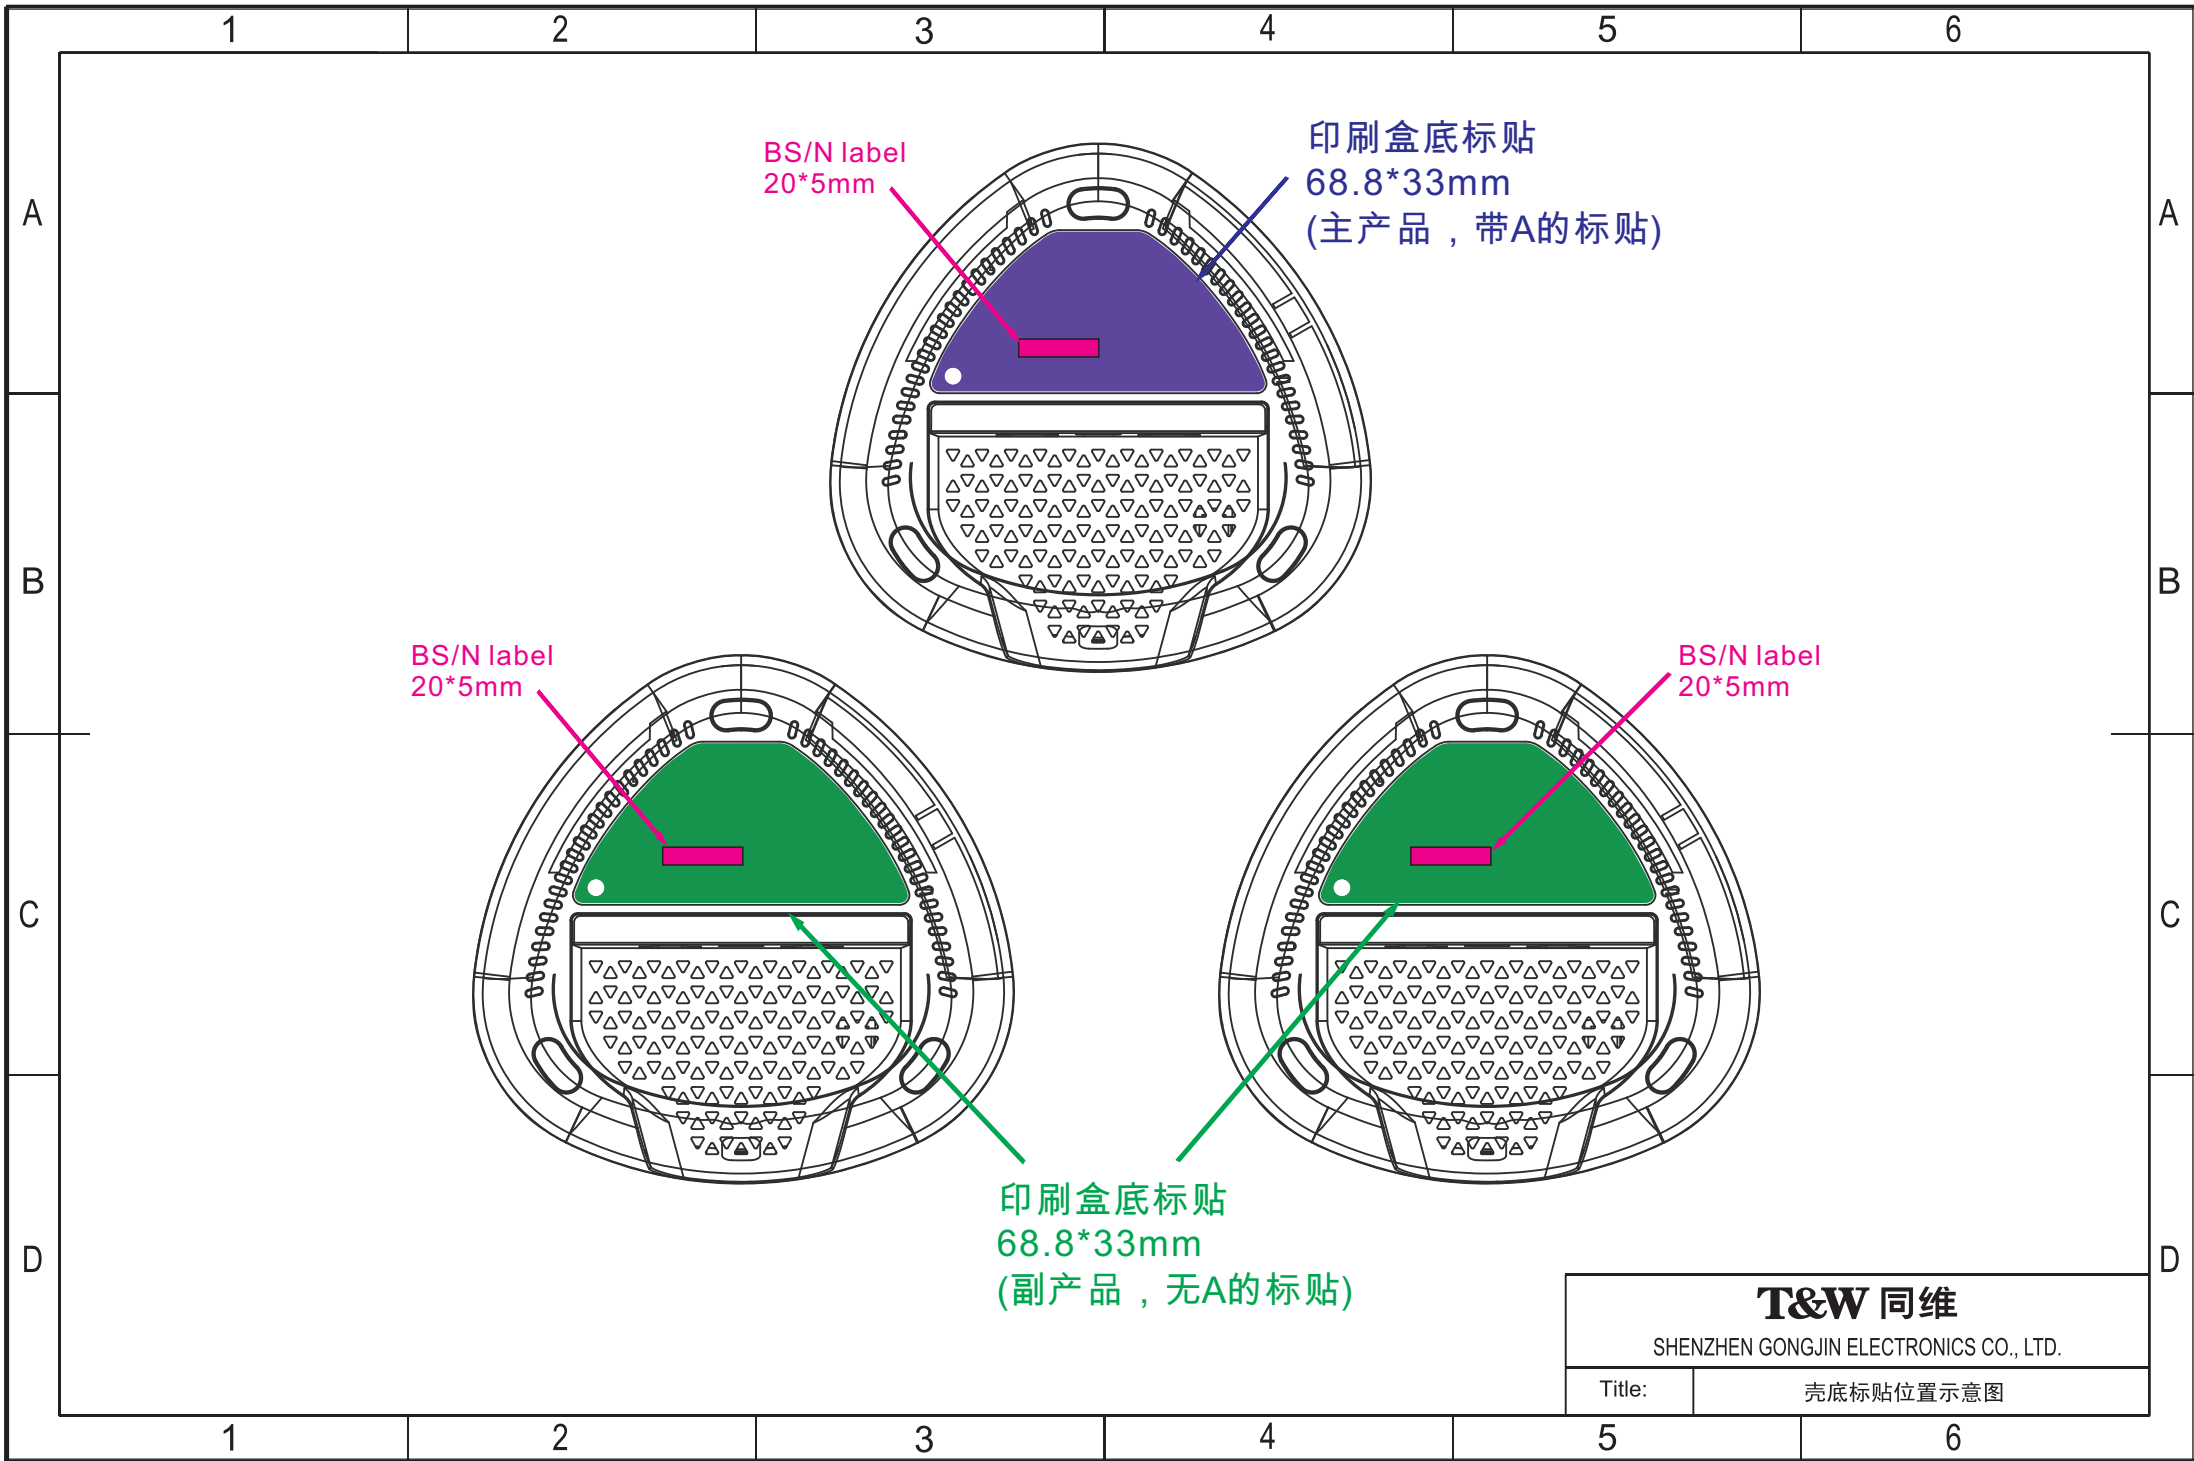 1 2 3 4 5 6
BS/N label
20*5mm
印刷盒底标贴
68.8*33mm
(主产品，带A的标贴)
A A
B B
BS/N label
20*5mm
BS/N label
20*5mm
C C
印刷盒底标贴
68.8*33mm
(副产品，无A的标贴)
D D
T&W 同维
SHENZHEN GONGJIN ELECTRONICS CO., LTD.
Title: 壳底标贴位置示意图
1 2 3 4 5 6